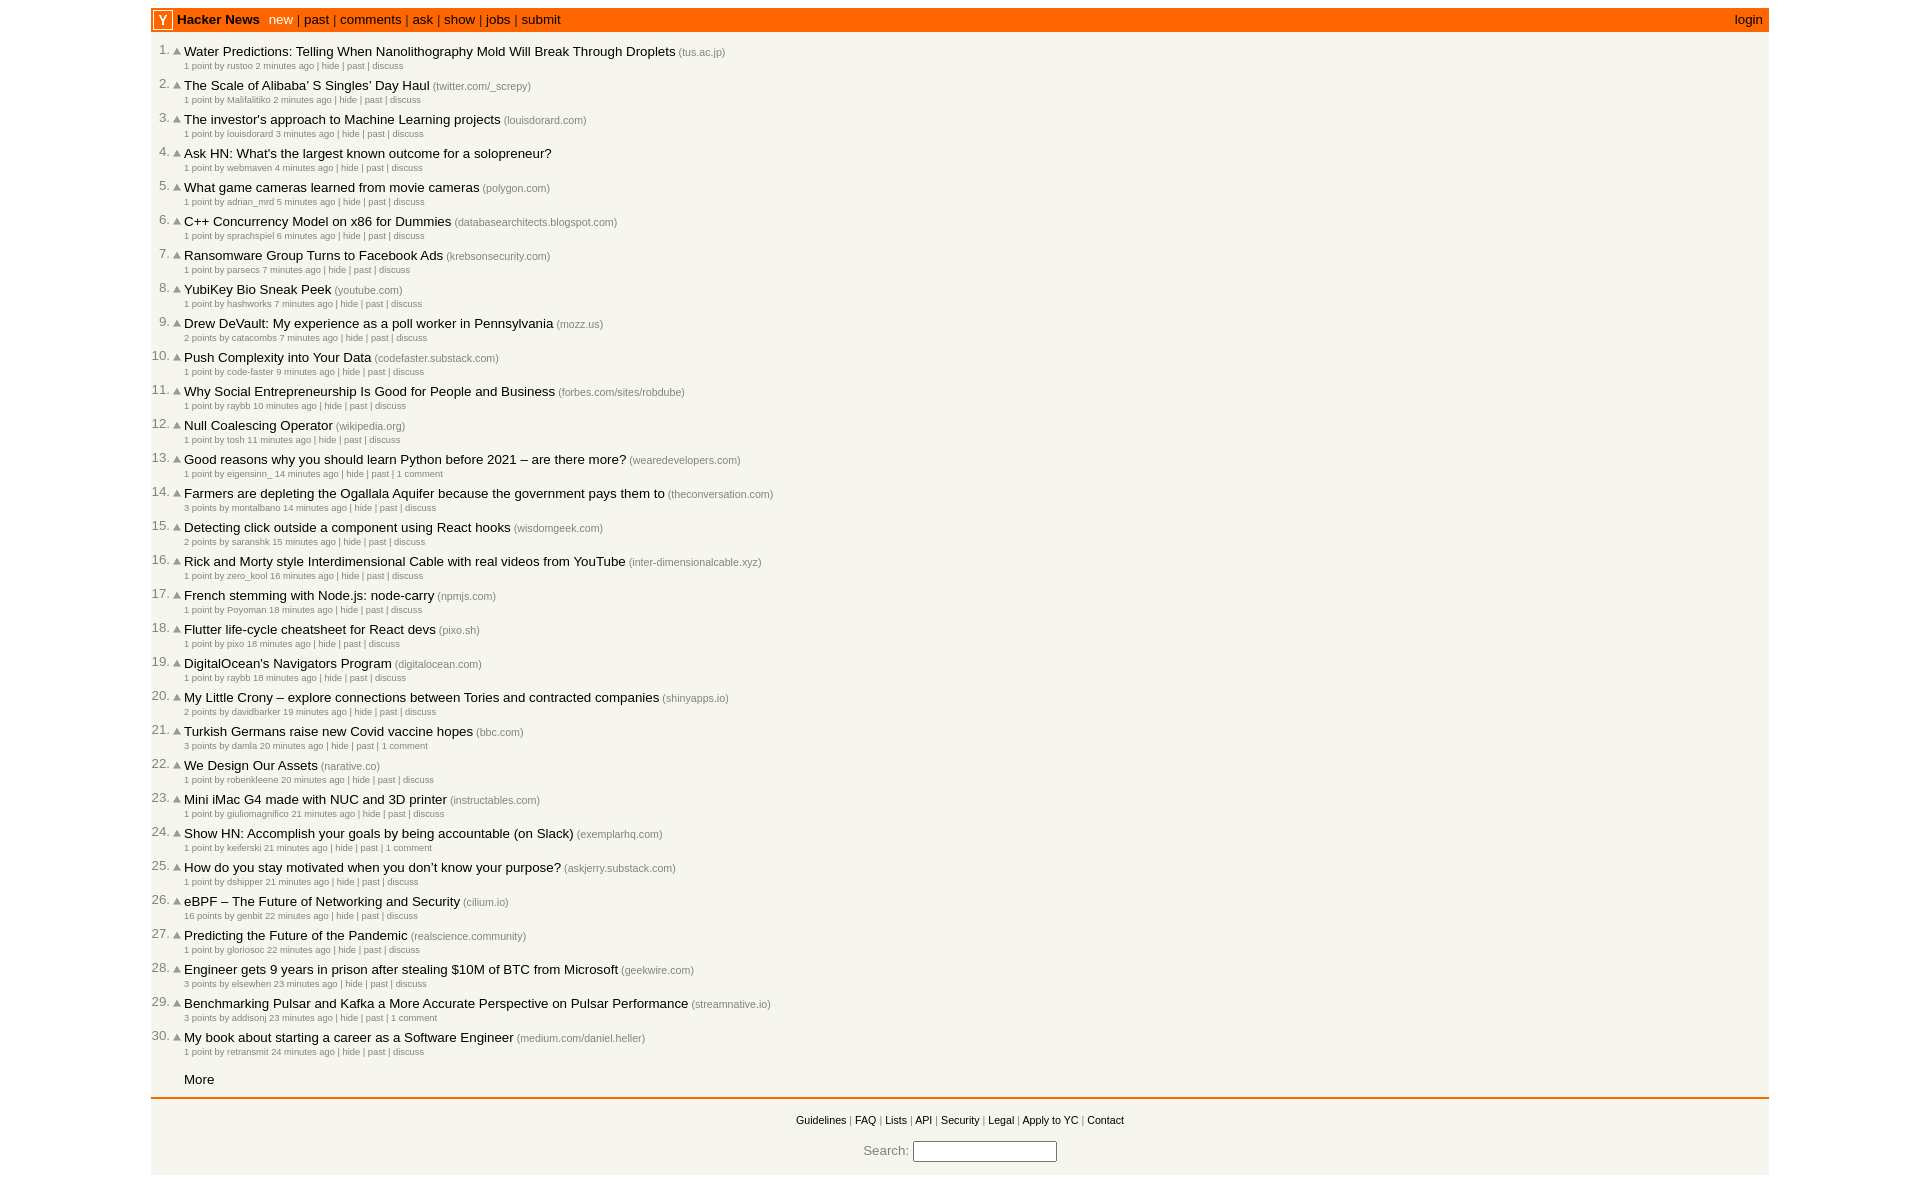 Y Hacker News new | past | comments | ask | show | jobs | submit login
1. Water Predictions: Telling When Nanolithography Mold Will Break Through Droplets (tus.ac.jp)
1 point by rustoo 2 minutes ago | hide | past | discuss
2. The Scale of Alibaba’ S Singles’ Day Haul (twitter.com/_screpy)
1 point by Malifalitiko 2 minutes ago | hide | past | discuss
3. The investor's approach to Machine Learning projects (louisdorard.com)
1 point by louisdorard 3 minutes ago | hide | past | discuss
4. Ask HN: What's the largest known outcome for a solopreneur?
1 point by webmaven 4 minutes ago | hide | past | discuss
5. What game cameras learned from movie cameras (polygon.com)
1 point by adrian_mrd 5 minutes ago | hide | past | discuss
6. C++ Concurrency Model on x86 for Dummies (databasearchitects.blogspot.com)
1 point by sprachspiel 6 minutes ago | hide | past | discuss
7. Ransomware Group Turns to Facebook Ads (krebsonsecurity.com)
1 point by parsecs 7 minutes ago | hide | past | discuss
8. YubiKey Bio Sneak Peek (youtube.com)
1 point by hashworks 7 minutes ago | hide | past | discuss
9. Drew DeVault: My experience as a poll worker in Pennsylvania (mozz.us)
2 points by catacombs 7 minutes ago | hide | past | discuss
10. Push Complexity into Your Data (codefaster.substack.com)
1 point by code-faster 9 minutes ago | hide | past | discuss
11. Why Social Entrepreneurship Is Good for People and Business (forbes.com/sites/robdube)
1 point by raybb 10 minutes ago | hide | past | discuss
12. Null Coalescing Operator (wikipedia.org)
1 point by tosh 11 minutes ago | hide | past | discuss
13. Good reasons why you should learn Python before 2021 – are there more? (wearedevelopers.com)
1 point by eigensinn_ 14 minutes ago | hide | past | 1 comment
14. Farmers are depleting the Ogallala Aquifer because the government pays them to (theconversation.com)
3 points by montalbano 14 minutes ago | hide | past | discuss
15. Detecting click outside a component using React hooks (wisdomgeek.com)
2 points by saranshk 15 minutes ago | hide | past | discuss
16. Rick and Morty style Interdimensional Cable with real videos from YouTube (inter-dimensionalcable.xyz)
1 point by zero_kool 16 minutes ago | hide | past | discuss
17. French stemming with Node.js: node-carry (npmjs.com)
1 point by Poyoman 18 minutes ago | hide | past | discuss
18. Flutter life-cycle cheatsheet for React devs (pixo.sh)
1 point by pixo 18 minutes ago | hide | past | discuss
19. DigitalOcean's Navigators Program (digitalocean.com)
1 point by raybb 18 minutes ago | hide | past | discuss
20. My Little Crony – explore connections between Tories and contracted companies (shinyapps.io)
2 points by davidbarker 19 minutes ago | hide | past | discuss
21. Turkish Germans raise new Covid vaccine hopes (bbc.com)
3 points by damla 20 minutes ago | hide | past | 1 comment
22. We Design Our Assets (narative.co)
1 point by robenkleene 20 minutes ago | hide | past | discuss
23. Mini iMac G4 made with NUC and 3D printer (instructables.com)
1 point by giuliomagnifico 21 minutes ago | hide | past | discuss
24. Show HN: Accomplish your goals by being accountable (on Slack) (exemplarhq.com)
1 point by keiferski 21 minutes ago | hide | past | 1 comment
25. How do you stay motivated when you don’t know your purpose? (askjerry.substack.com)
1 point by dshipper 21 minutes ago | hide | past | discuss
26. eBPF – The Future of Networking and Security (cilium.io)
16 points by genbit 22 minutes ago | hide | past | discuss
27. Predicting the Future of the Pandemic (realscience.community)
1 point by gloriosoc 22 minutes ago | hide | past | discuss
28. Engineer gets 9 years in prison after stealing $10M of BTC from Microsoft (geekwire.com)
3 points by elsewhen 23 minutes ago | hide | past | discuss
29. Benchmarking Pulsar and Kafka a More Accurate Perspective on Pulsar Performance (streamnative.io)
3 points by addisonj 23 minutes ago | hide | past | 1 comment
30. My book about starting a career as a Software Engineer (medium.com/daniel.heller)
1 point by retransmit 24 minutes ago | hide | past | discuss
More
Guidelines | FAQ | Lists | API | Security | Legal | Apply to YC | Contact
Search: